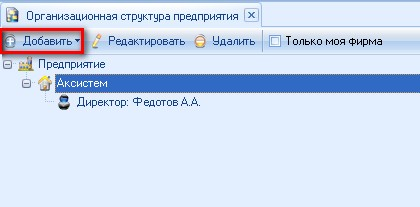 Организационная структура предприятия
Добавить Редактировать Удалить Только моя фирма
Предприятие
Аксистем
Директор: Федотов А.А.